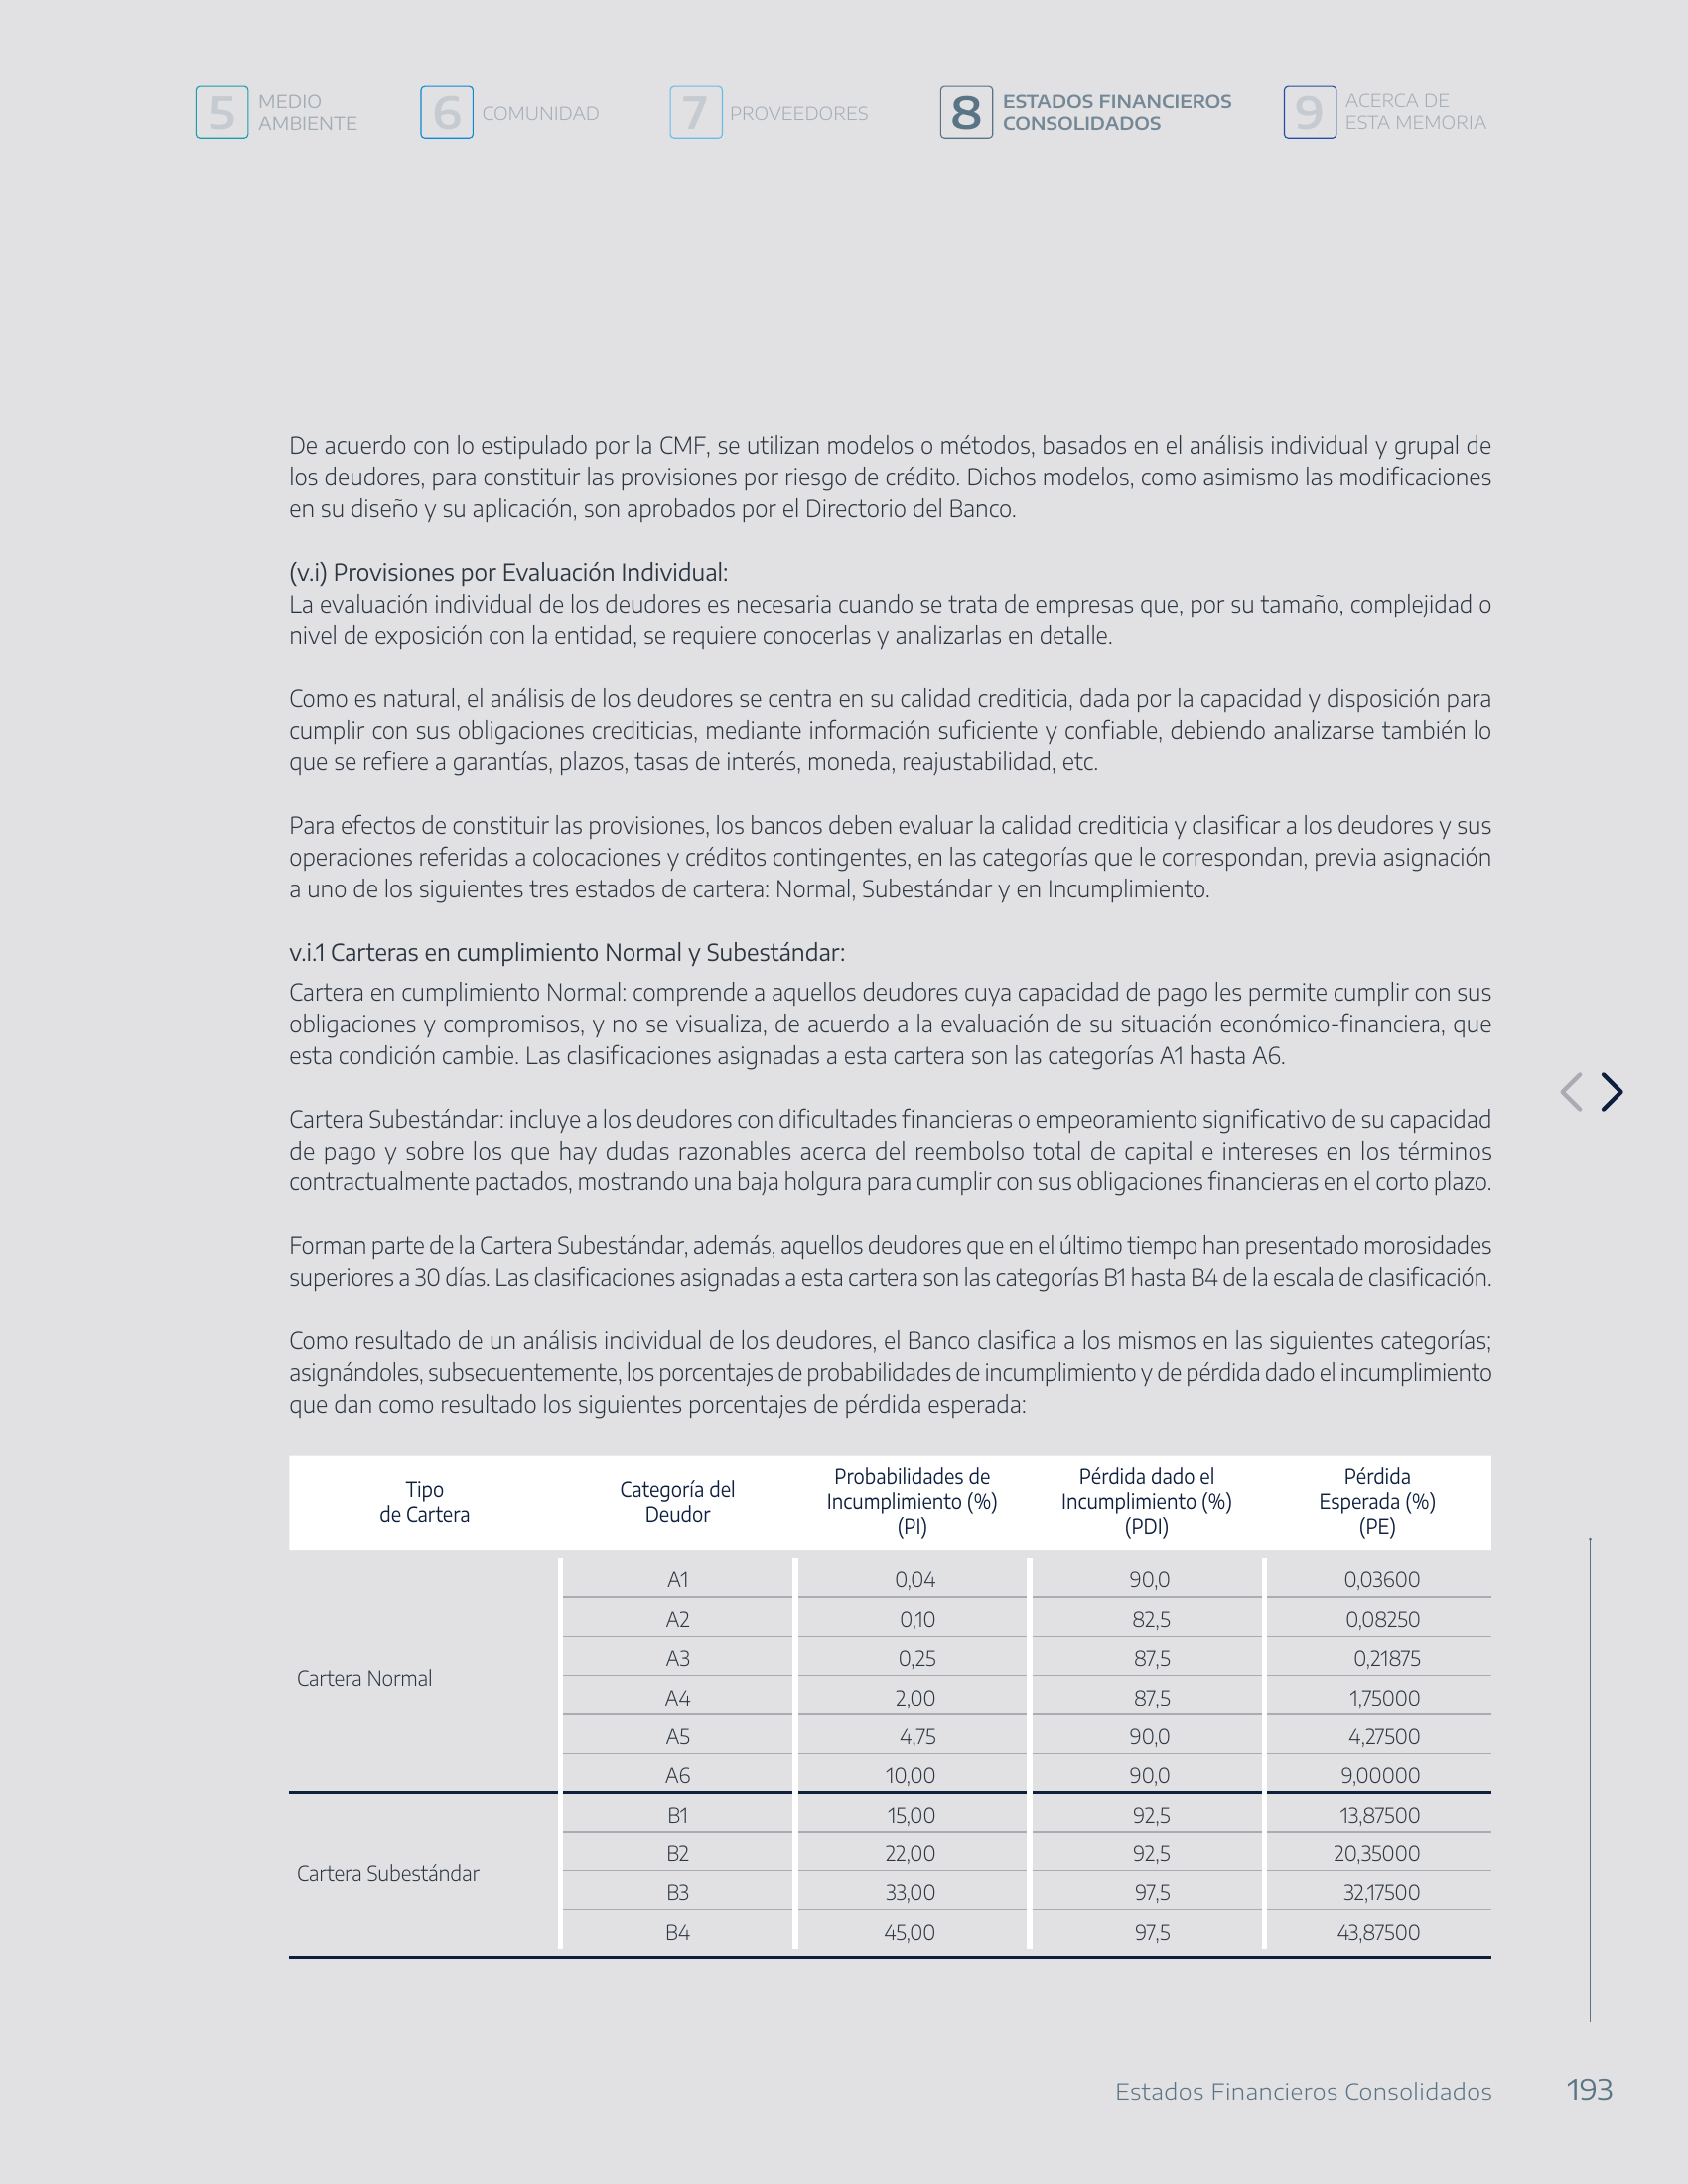 5 MEDIO AMBIENTE
6 COMUNIDAD
7 PROVEEDORES
8 ESTADOS FINANCIEROS CONSOLIDADOS
9 ACERCA DE ESTA MEMORIA
De acuerdo con lo estipulado por la CMF, se utilizan modelos o métodos, basados en el análisis individual y grupal de
los deudores, para constituir las provisiones por riesgo de crédito. Dichos modelos, como asimismo las modificaciones
en su diseño y su aplicación, son aprobados por el Directorio del Banco.
(v.i) Provisiones por Evaluación Individual:
La evaluación individual de los deudores es necesaria cuando se trata de empresas que, por su tamaño, complejidad o
nivel de exposición con la entidad, se requiere conocerlas y analizarlas en detalle.
Como es natural, el análisis de los deudores se centra en su calidad crediticia, dada por la capacidad y disposición para
cumplir con sus obligaciones crediticias, mediante información suficiente y confiable, debiendo analizarse también lo
que se refiere a garantías, plazos, tasas de interés, moneda, reajustabilidad, etc.
Para efectos de constituir las provisiones, los bancos deben evaluar la calidad crediticia y clasificar a los deudores y sus
operaciones referidas a colocaciones y créditos contingentes, en las categorías que le correspondan, previa asignación
a uno de los siguientes tres estados de cartera: Normal, Subestándar y en Incumplimiento.
v.i.1 Carteras en cumplimiento Normal y Subestándar:
Cartera en cumplimiento Normal: comprende a aquellos deudores cuya capacidad de pago les permite cumplir con sus
obligaciones y compromisos, y no se visualiza, de acuerdo a la evaluación de su situación económico-financiera, que
esta condición cambie. Las clasificaciones asignadas a esta cartera son las categorías A1 hasta A6.
Cartera Subestándar: incluye a los deudores con dificultades financieras o empeoramiento significativo de su capacidad
de pago y sobre los que hay dudas razonables acerca del reembolso total de capital e intereses en los términos
contractualmente pactados, mostrando una baja holgura para cumplir con sus obligaciones financieras en el corto plazo.
Forman parte de la Cartera Subestándar, además, aquellos deudores que en el último tiempo han presentado morosidades
superiores a 30 días. Las clasificaciones asignadas a esta cartera son las categorías B1 hasta B4 de la escala de clasificación.
Como resultado de un análisis individual de los deudores, el Banco clasifica a los mismos en las siguientes categorías;
asignándoles, subsecuentemente, los porcentajes de probabilidades de incumplimiento y de pérdida dado el incumplimiento
que dan como resultado los siguientes porcentajes de pérdida esperada:
Tipo de Cartera Categoría del Deudor Probabilidades de Incumplimiento (%) (PI) Pérdida dado el Incumplimiento (%) (PDI) Pérdida Esperada (%) (PE)
Cartera Normal
A1 0,04 90,0 0,03600
A2 0,10 82,5 0,08250
A3 0,25 87,5 0,21875
A4 2,00 87,5 1,75000
A5 4,75 90,0 4,27500
A6 10,00 90,0 9,00000
Cartera Subestándar
B1 15,00 92,5 13,87500
B2 22,00 92,5 20,35000
B3 33,00 97,5 32,17500
B4 45,00 97,5 43,87500
Estados Financieros Consolidados 193